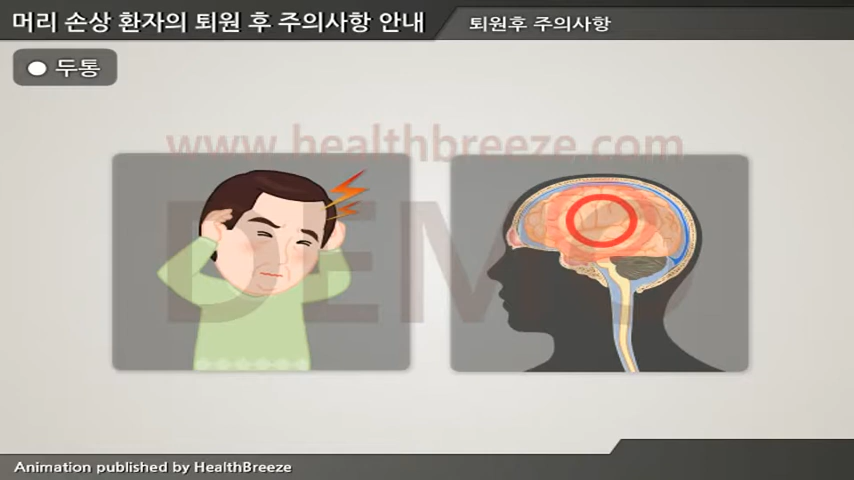 머리 손상 환자의 퇴원 후 주의사항 안내
퇴원후 주의사항
두통
www.healthbreeze.com
DEMO
Animation published by HealthBreeze